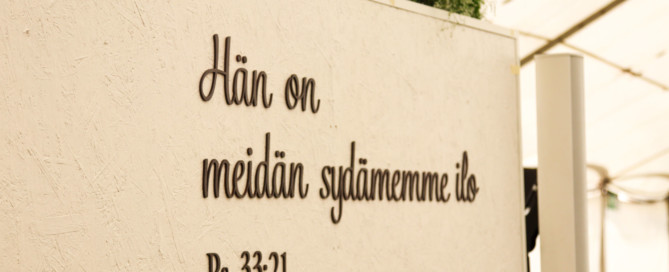 Hän on
meidän sydämemme ilo
Ps. 33:21